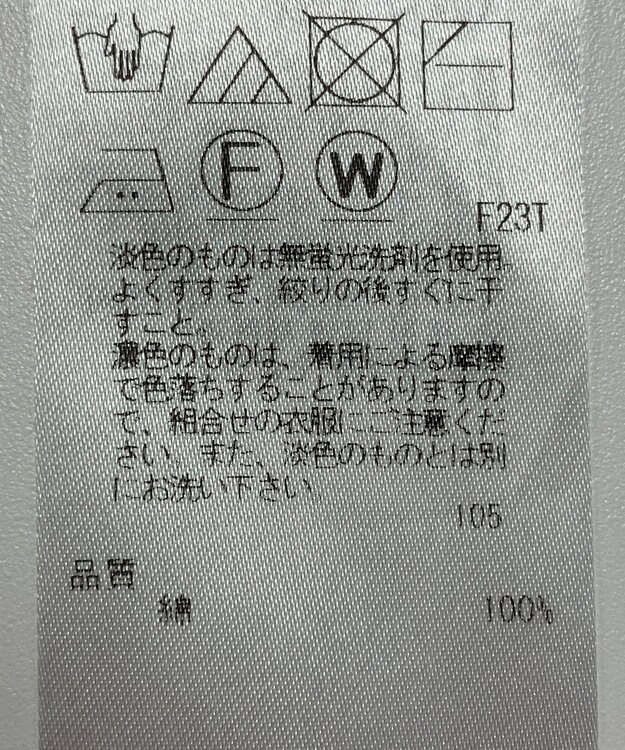 F
W
F23T
淡色のものは無蛍光洗剤を使用
よくすすぎ、絞りの後すぐに干
すこと。
濃色のものは、着用による摩擦
で色落ちすることがありますの
で、組合せの衣服にご注意くだ
さい。また、淡色のものとは別
にお洗い下さい
105
品質
綿 100%